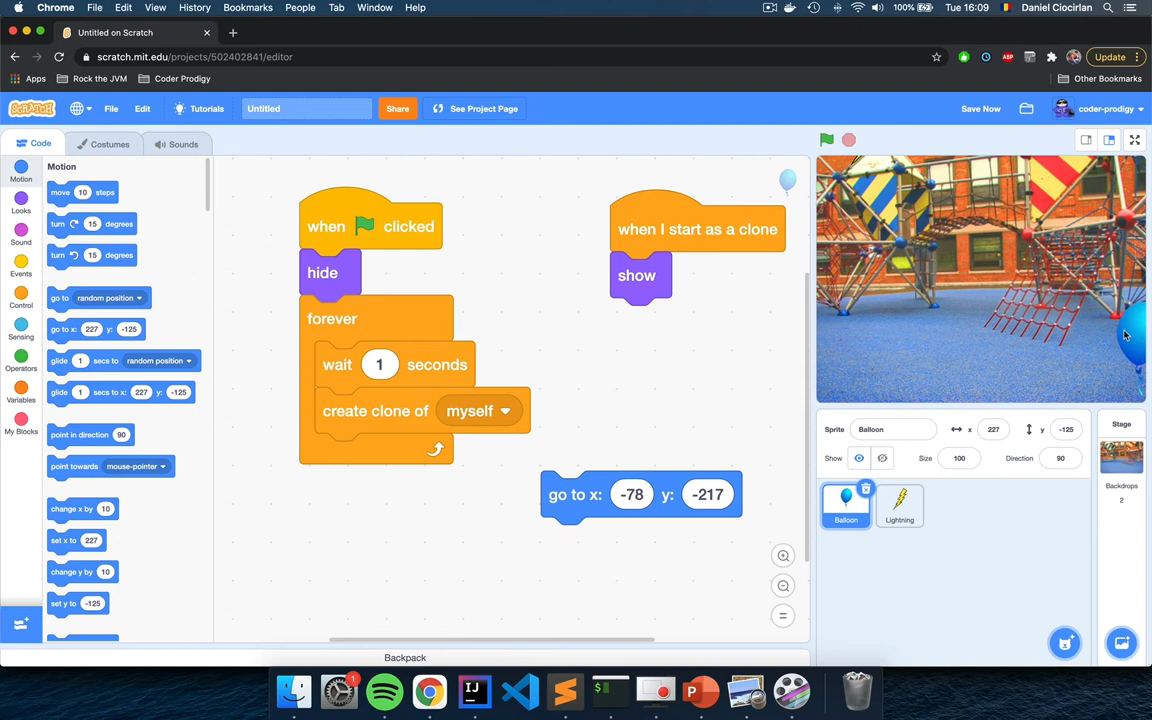 Chrome File Edit View History Bookmarks People Tab Window Help 100% Tue 16:09 Daniel Ciocirlan
Untitled on Scratch
scratch.mit.edu/projects/502402841/editor ABP Update
Apps Rock the JVM Coder Prodigy Other Bookmarks
SCRATCH File Edit Tutorials Untitled Share See Project Page Save Now coder-prodigy
Code Costumes Sounds
Motion
Looks
Sound
Events
Control
Sensing
Operators
Variables
My Blocks
Motion
move 10 steps
turn 15 degrees
turn 15 degrees
go to random position
go to x: 227 y: -125
glide 1 secs to random position
glide 1 secs to x: 227 y: -125
point in direction 90
point towards mouse-pointer
change x by 10
set x to 227
change y by 10
set y to -125
when clicked
hide
forever
wait 1 seconds
create clone of myself
when I start as a clone
show
go to x: -78 y: -217
Sprite Balloon x 227 y -125
Show Size 100 Direction 90
Balloon
Lightning
Stage
Backdrops
2
Backpack
1
IJ
$
P